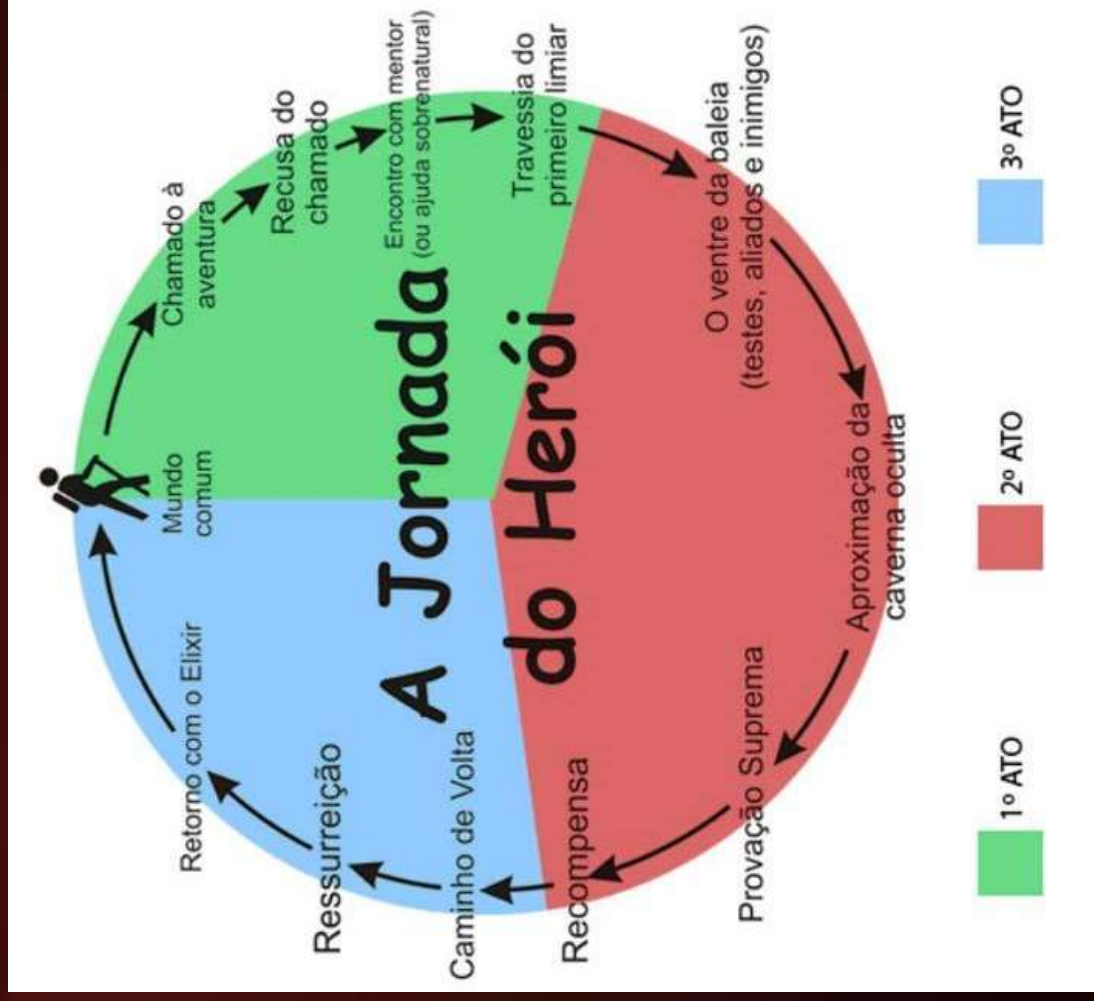 A Jornada
do Herói
Mundo
comum
Chamado à
aventura
Recusa do
chamado
Encontro com mentor
(ou ajuda sobrenatural)
Travessia do
primeiro limiar
O ventre da baleia
(testes, aliados e inimigos)
Aproximação da
caverna oculta
Provação Suprema
Recompensa
Caminho de Volta
Ressurreição
Retorno com o Elixir
1º ATO
2º ATO
3º ATO